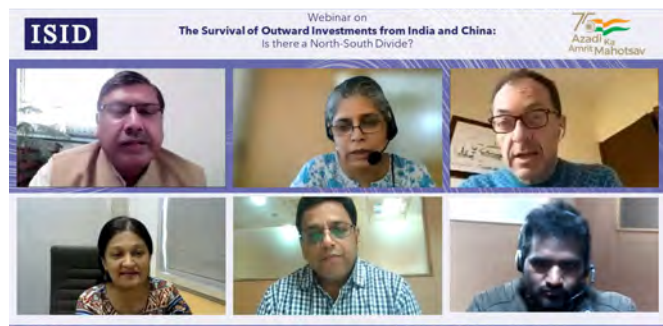 ISID
Webinar on
The Survival of Outward Investments from India and China:
Is there a North-South Divide?
75
Azadi Ka
Amrit Mahotsav